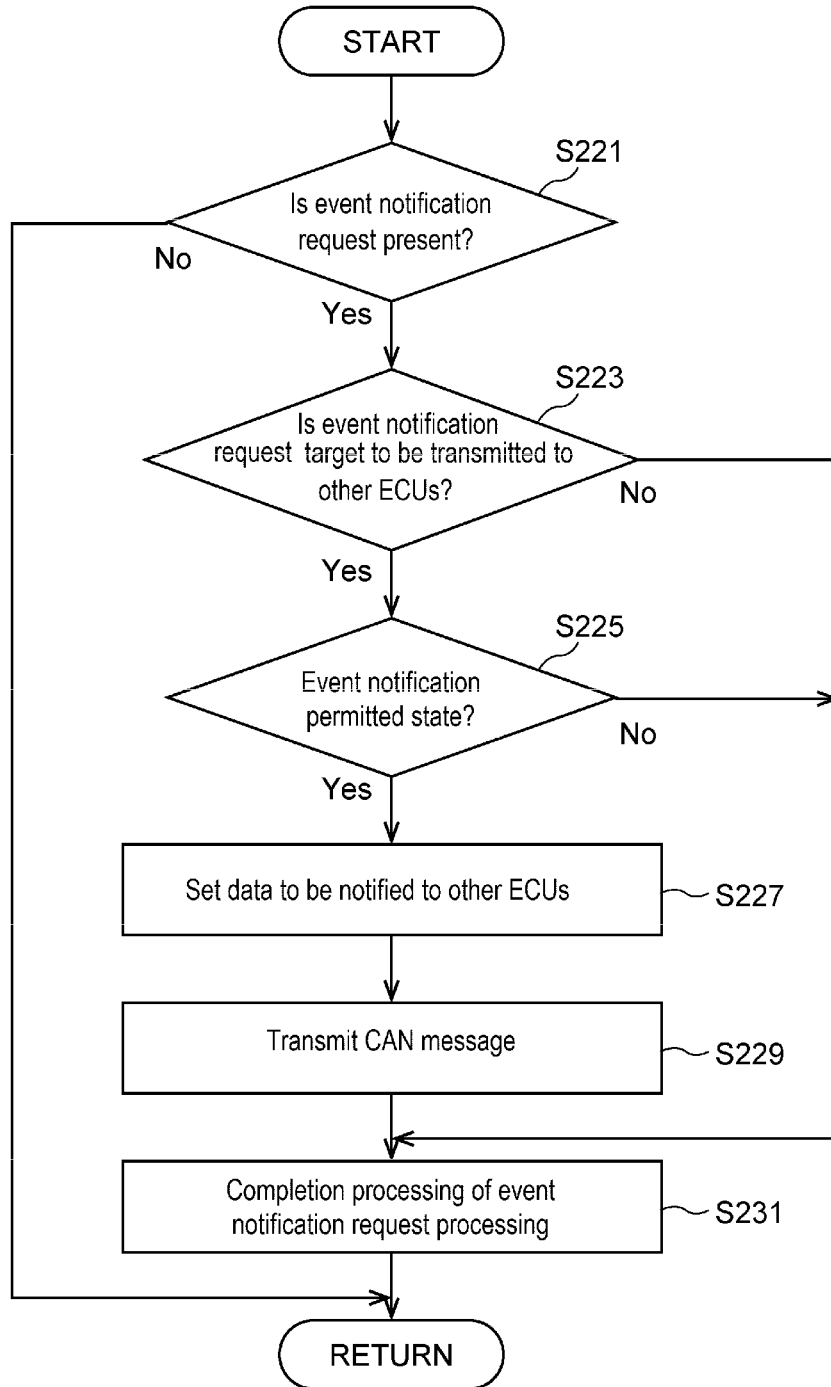 START
S221
Is event notification
request present?
No
Yes
S223
Is event notification
request target to be transmitted to
other ECUs?
No
Yes
S225
Event notification
permitted state?
No
Yes
Set data to be notified to other ECUs
S227
Transmit CAN message
S229
Completion processing of event
notification request processing
S231
RETURN